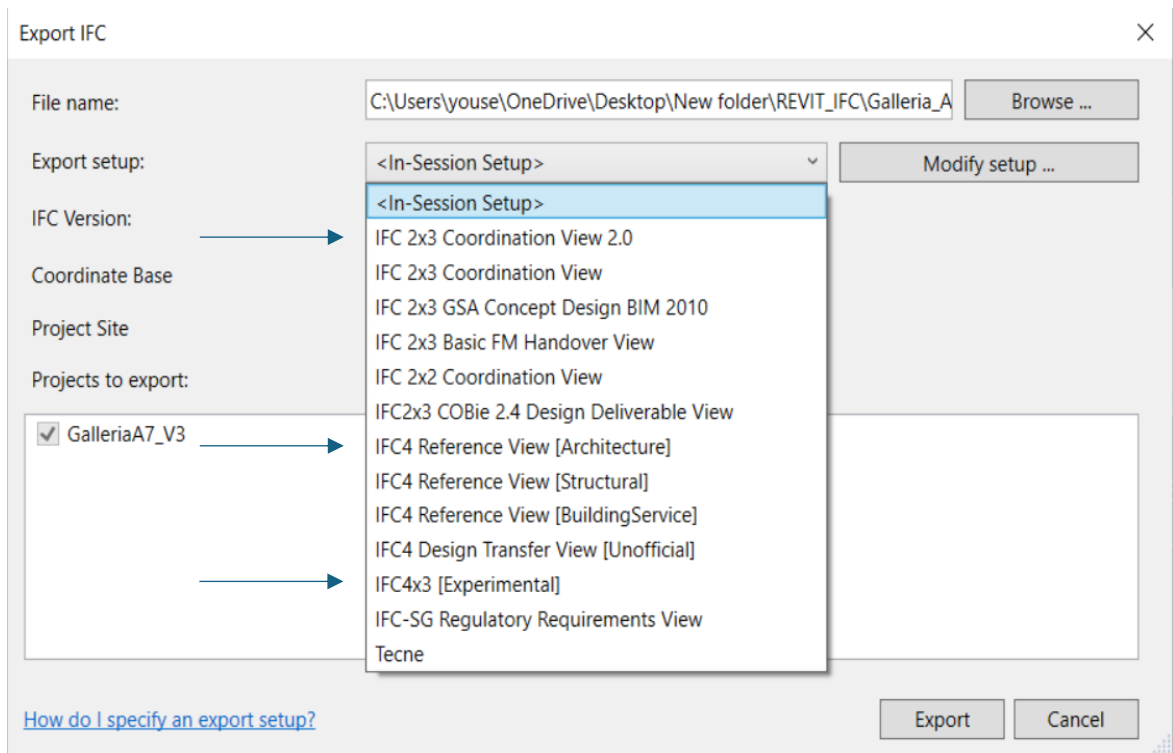 Export IFC
File name:
C:\Users\youse\OneDrive\Desktop\New folder\REVIT_IFC\Galleria_A
Browse ...
Export setup:
<In-Session Setup>
Modify setup ...
<In-Session Setup>
IFC Version:
IFC 2x3 Coordination View 2.0
IFC 2x3 Coordination View
Coordinate Base
IFC 2x3 GSA Concept Design BIM 2010
Project Site
IFC 2x3 Basic FM Handover View
Projects to export:
IFC 2x2 Coordination View
IFC2x3 COBie 2.4 Design Deliverable View
GalleriaA7_V3
IFC4 Reference View [Architecture]
IFC4 Reference View [Structural]
IFC4 Reference View [BuildingService]
IFC4 Design Transfer View [Unofficial]
IFC4x3 [Experimental]
IFC-SG Regulatory Requirements View
Tecne
How do I specify an export setup?
Export
Cancel